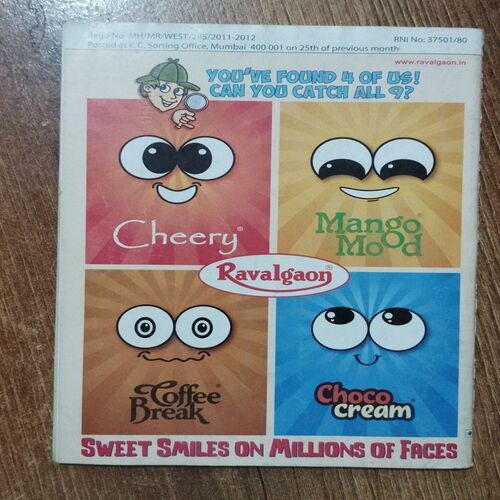 Regd No. MH/MR/WEST/295/2011-2012
RNI No: 37501/80
Posted at P. C. Sorting Office, Mumbai 400 001 on 25th of previous month
www.ravalgaon.in
YOU'VE FOUND 4 OF US!
CAN YOU CATCH ALL 9?
Cheery®
Mango Mood®
Ravalgaon®
Coffee Break®
Choco cream®
SWEET SMILES ON MILLIONS OF FACES